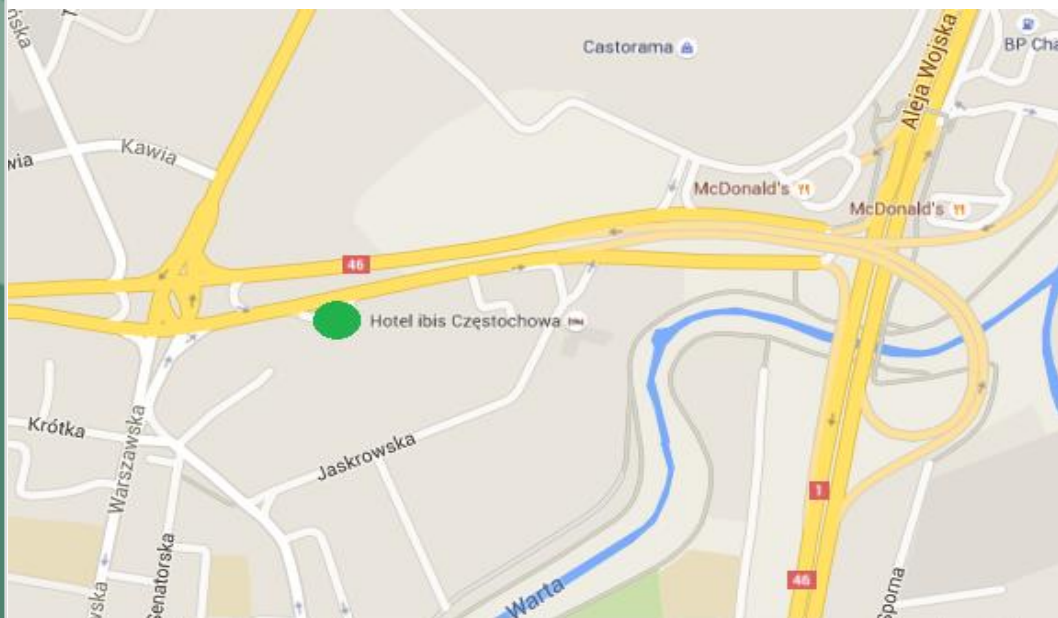 Castorama
BP Cha
Aleja Wojska
Kawia
McDonald's
McDonald's
46
Hotel ibis Częstochowa
Krótka
Warszawska
Jaskrowska
1
46
Senatorska
Warta
Sporna